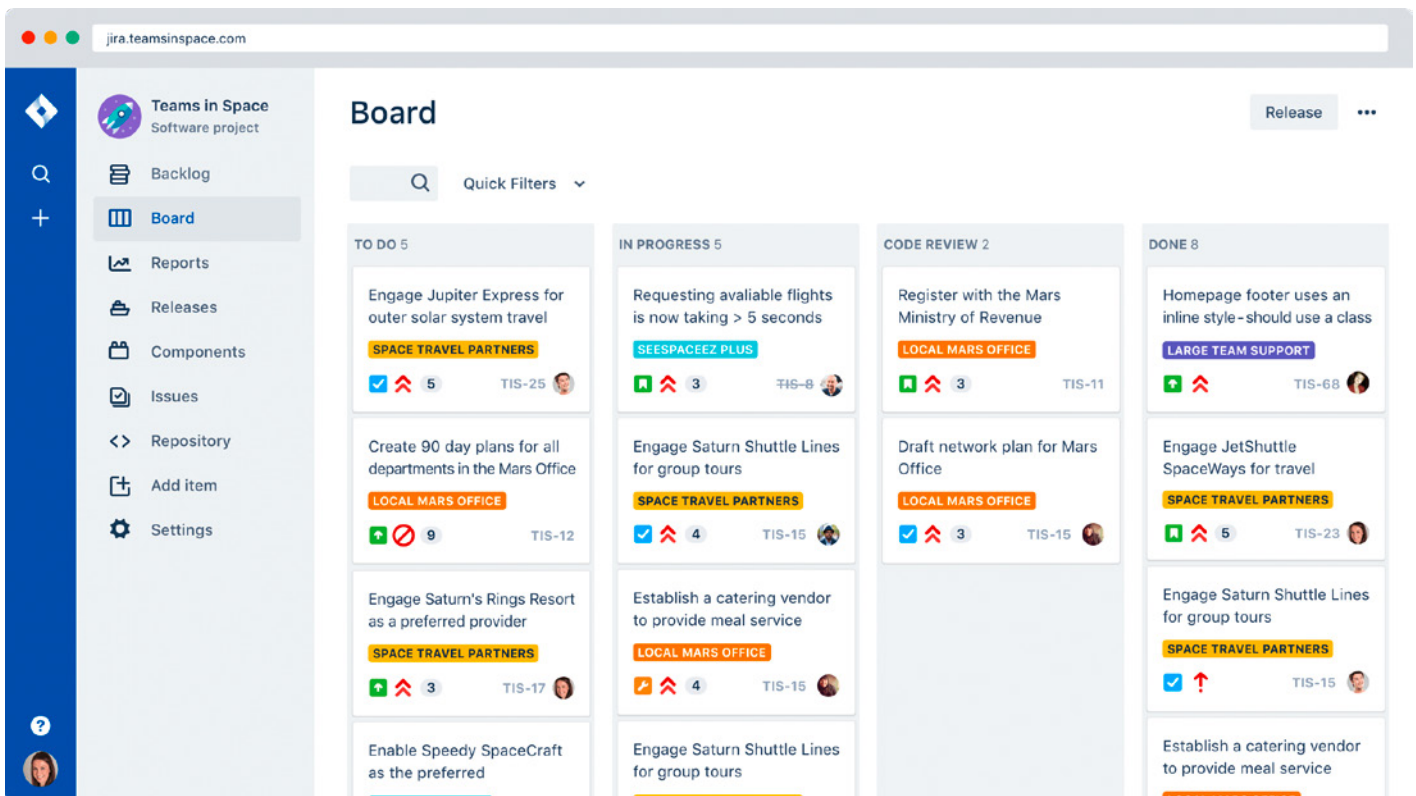 jira.teamsinspace.com
Teams in Space
Software project
Backlog
Board
Reports
Releases
Components
Issues
Repository
Add item
Settings
?
Board
Release
Quick Filters
TO DO 5
Engage Jupiter Express for
outer solar system travel
SPACE TRAVEL PARTNERS
5 TIS-25
Create 90 day plans for all
departments in the Mars Office
LOCAL MARS OFFICE
9 TIS-12
Engage Saturn's Rings Resort
as a preferred provider
SPACE TRAVEL PARTNERS
3 TIS-17
Enable Speedy SpaceCraft
as the preferred
IN PROGRESS 5
Requesting avaliable flights
is now taking > 5 seconds
SEESPACEEZ PLUS
3 TIS-8
Engage Saturn Shuttle Lines
for group tours
SPACE TRAVEL PARTNERS
4 TIS-15
Establish a catering vendor
to provide meal service
LOCAL MARS OFFICE
4 TIS-15
Engage Saturn Shuttle Lines
for group tours
CODE REVIEW 2
Register with the Mars
Ministry of Revenue
LOCAL MARS OFFICE
3 TIS-11
Draft network plan for Mars
Office
LOCAL MARS OFFICE
3 TIS-15
DONE 8
Homepage footer uses an
inline style-should use a class
LARGE TEAM SUPPORT
TIS-68
Engage JetShuttle
SpaceWays for travel
SPACE TRAVEL PARTNERS
5 TIS-23
Engage Saturn Shuttle Lines
for group tours
SPACE TRAVEL PARTNERS
TIS-15
Establish a catering vendor
to provide meal service